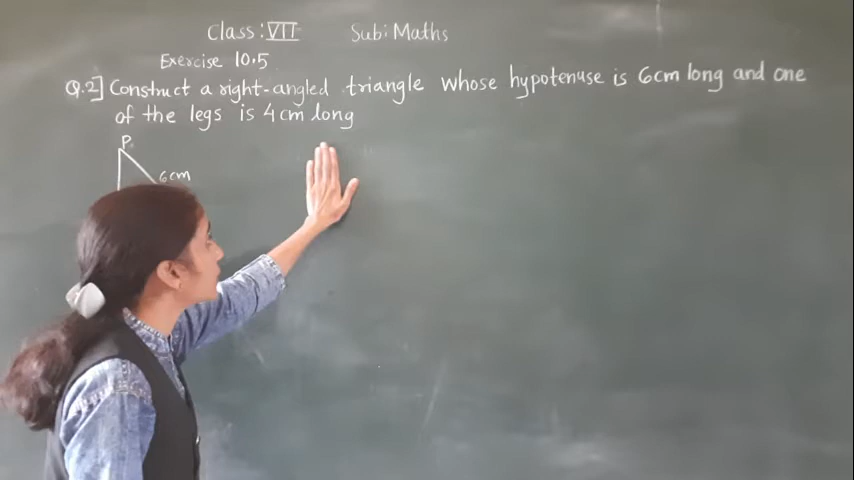 Class : VII Sub : Maths
Exercise 10.5
Q.2] Construct a right-angled triangle whose hypotenuse is 6cm long and one
of the legs is 4cm long
P
6cm